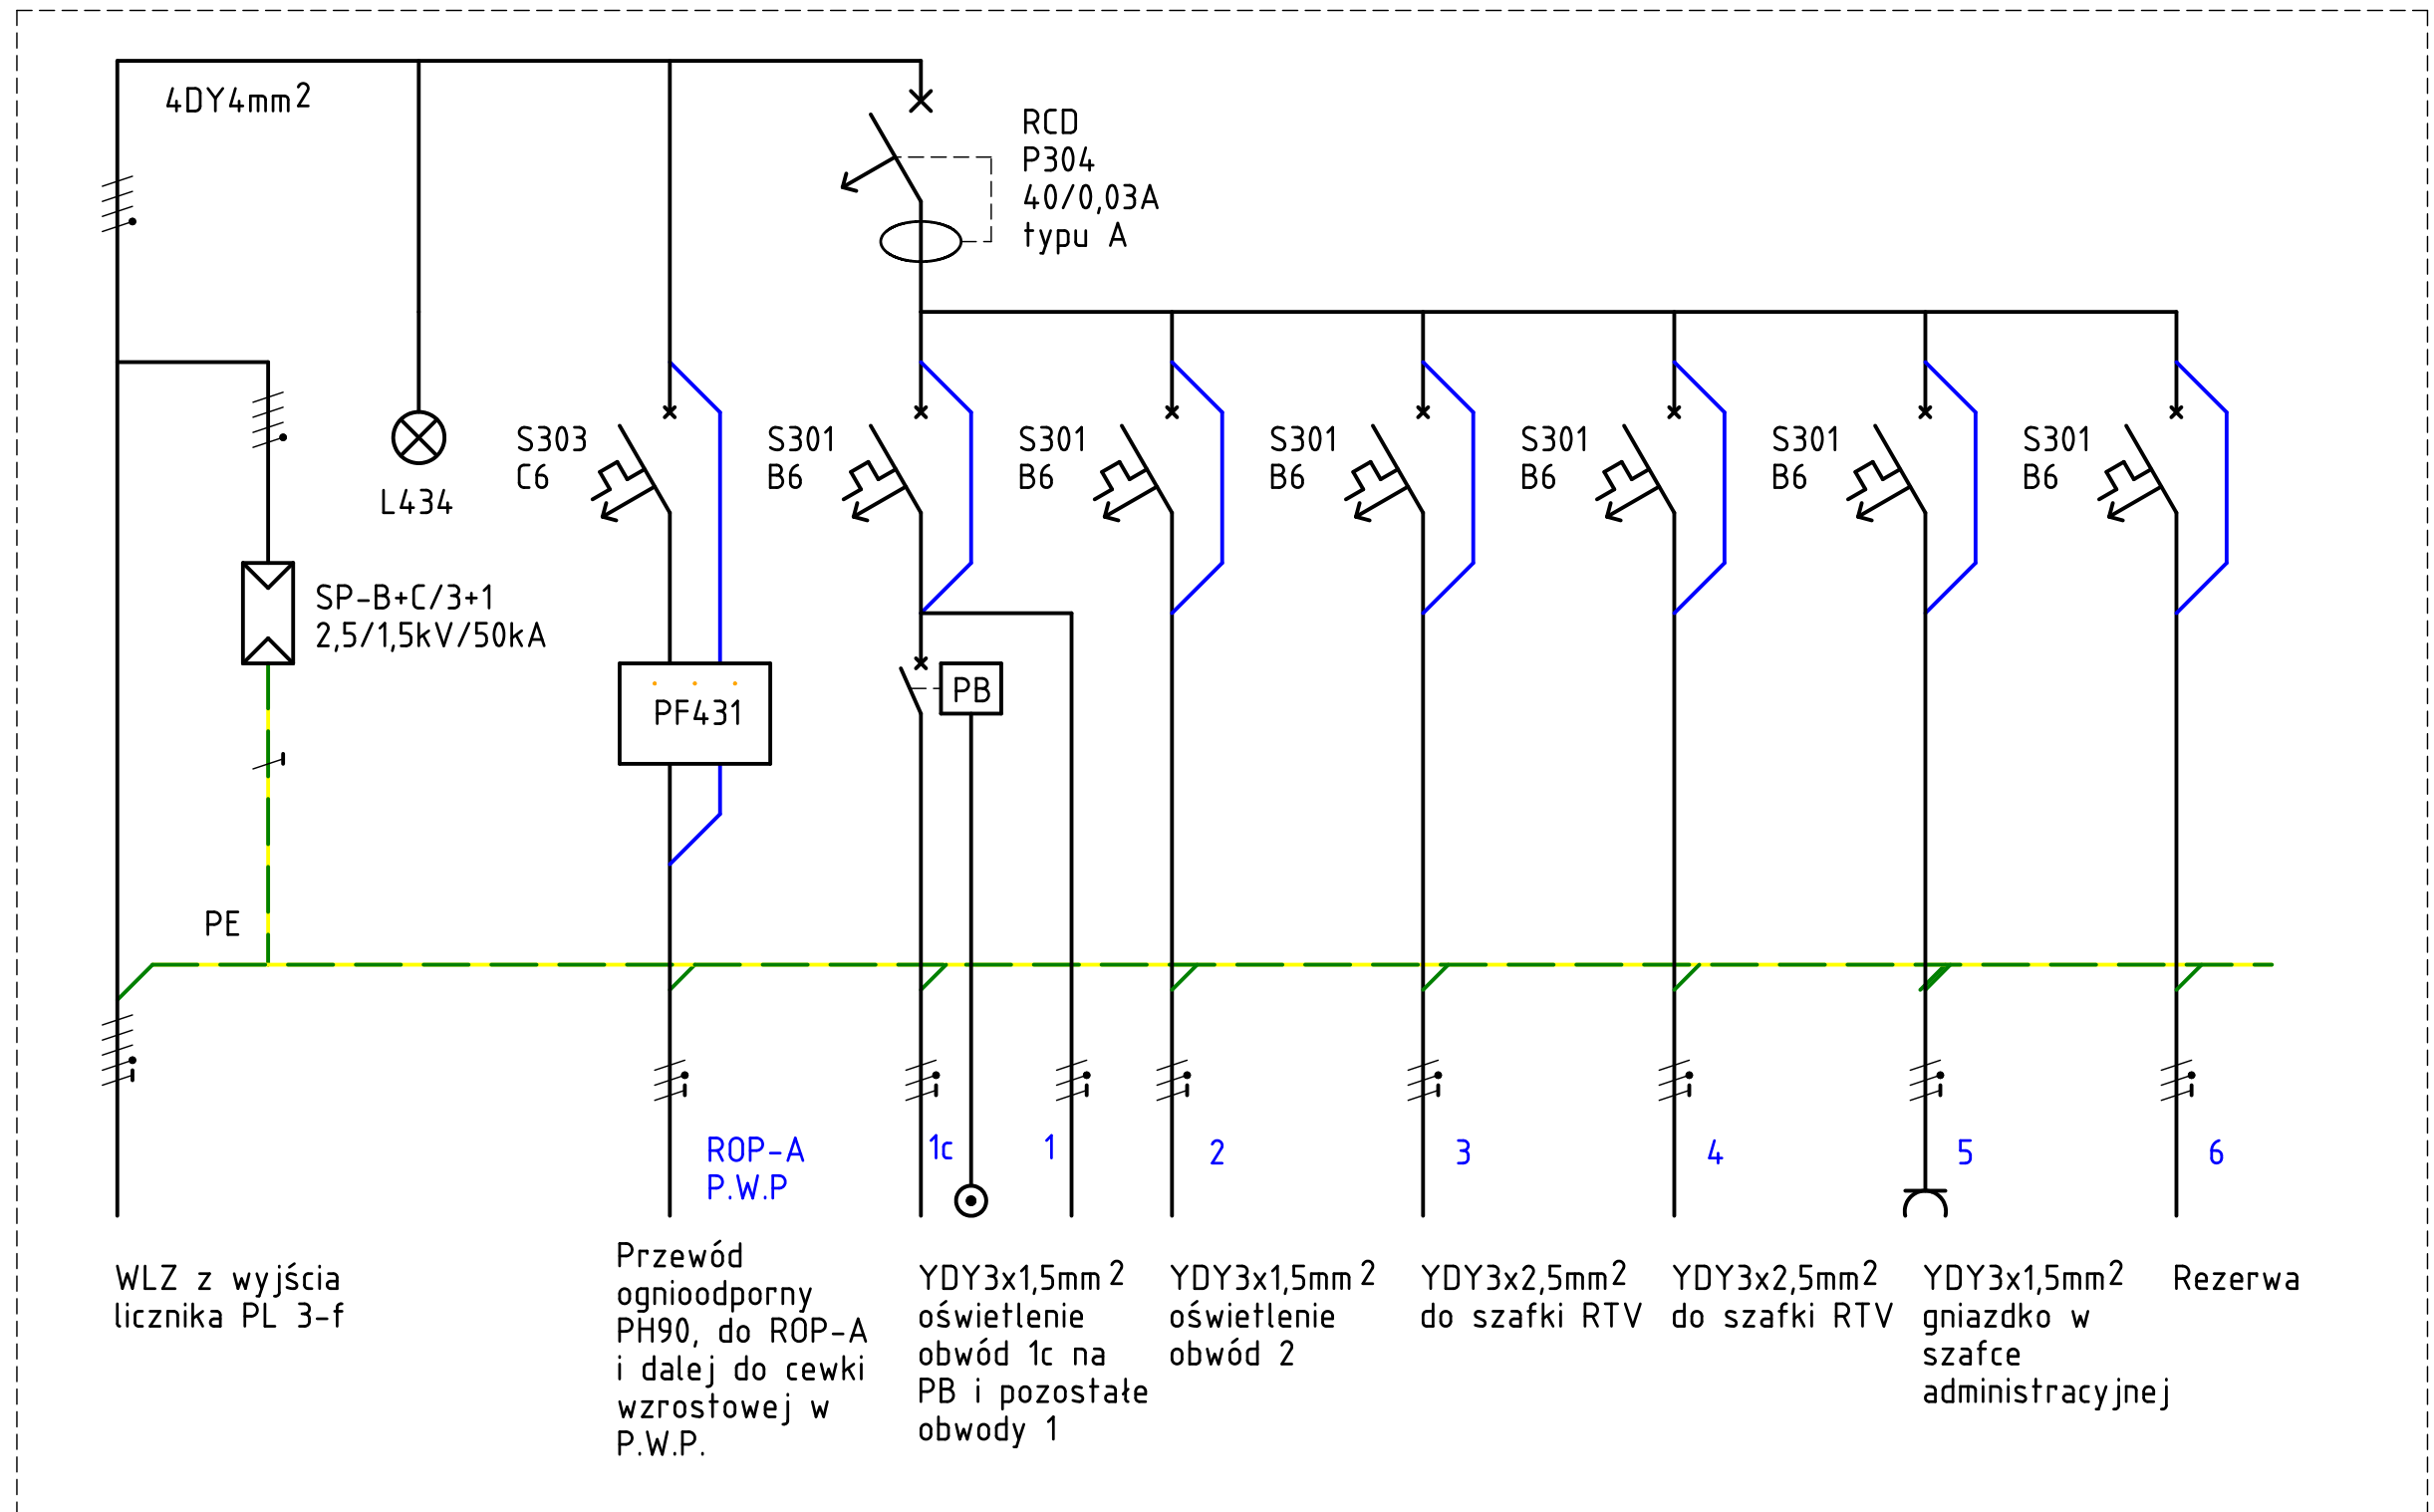 4DY4mm²
RCD
P304
40/0,03A
typu A
L434
S303
C6
S301
B6
S301
B6
S301
B6
S301
B6
S301
B6
S301
B6
SP-B+C/3+1
2,5/1,5kV/50kA
PF431
PB
PE
ROP-A
P.W.P
1c
1
2
3
4
5
6
WLZ z wyjścia
licznika PL 3-f
Przewód
ognioodporny
PH90, do ROP-A
i dalej do cewki
wzrostowej w
P.W.P.
YDY3x1,5mm²
oświetlenie
obwód 1c na
PB i pozostałe
obwody 1
YDY3x1,5mm²
oświetlenie
obwód 2
YDY3x2,5mm²
do szafki RTV
YDY3x2,5mm²
do szafki RTV
YDY3x1,5mm²
gniazdko w
szafce
administracyjnej
Rezerwa